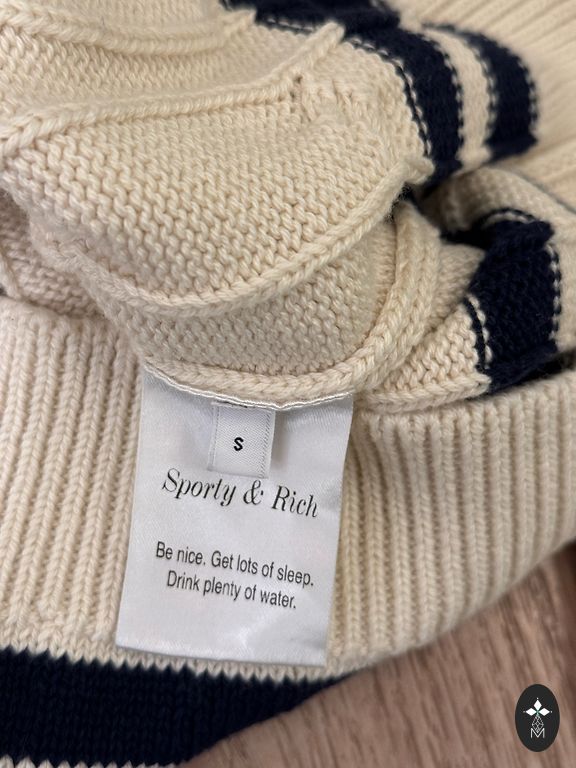 S
Sporty & Rich
Be nice. Get lots of sleep.
Drink plenty of water.